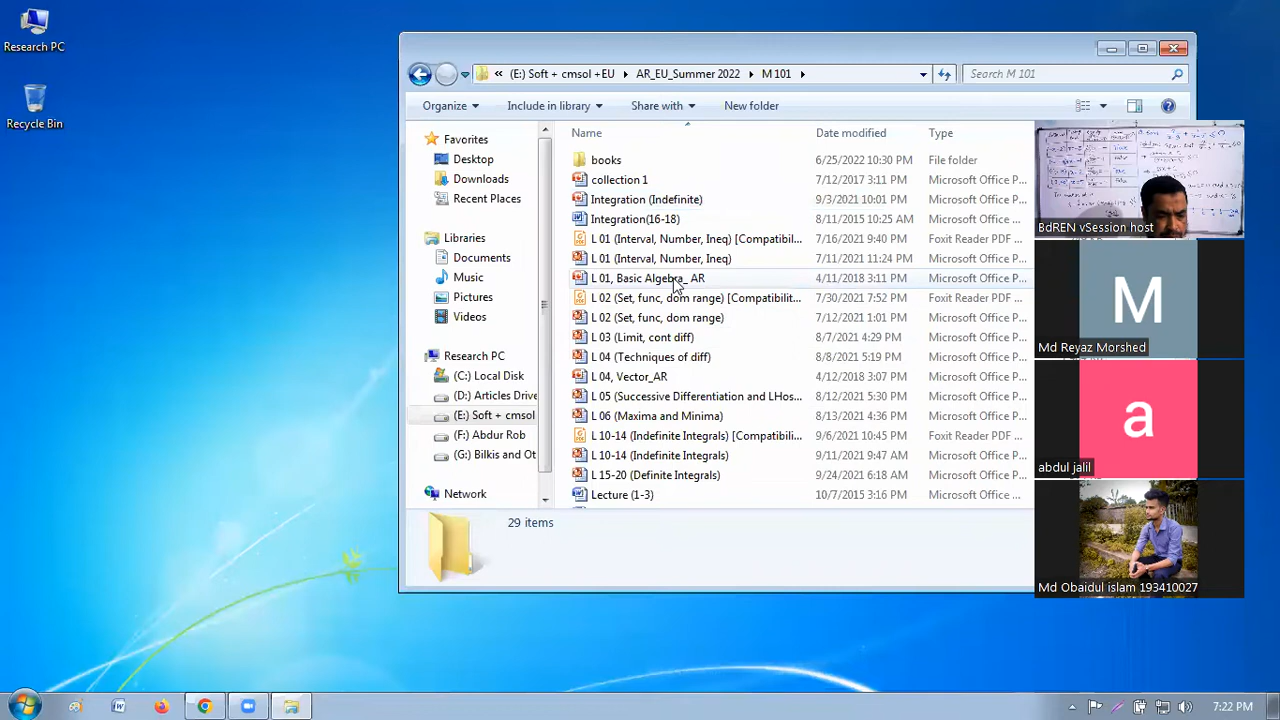 Research PC
Recycle Bin
« (E:) Soft + cmsol +EU AR_EU_Summer 2022 M 101
Search M 101
Organize Include in library Share with New folder
Favorites
Desktop
Downloads
Recent Places
Libraries
Documents
Music
Pictures
Videos
Research PC
(C:) Local Disk
(D:) Articles Drive
(E:) Soft + cmsol
(F:) Abdur Rob
(G:) Bilkis and Ot
Network
Name Date modified Type
books 6/25/2022 10:36 PM File folder
collection 1 7/12/2017 3:11 PM Microsoft Office P...
Integration (Indefinite) 9/3/2021 10:01 PM Microsoft Office P...
Integration(16-18) 8/11/2015 10:25 AM Microsoft Office ...
L 01 (Interval, Number, Ineq) [Compatibil... 7/16/2021 9:40 PM Foxit Reader PDF ...
L 01 (Interval, Number, Ineq) 7/11/2021 11:24 PM Microsoft Office P...
L 01, Basic Algebra_ AR 4/11/2018 3:11 PM Microsoft Office P...
L 02 (Set, func, dom range) [Compatibilit... 7/30/2021 7:52 PM Foxit Reader PDF ...
L 02 (Set, func, dom range) 7/12/2021 1:01 PM Microsoft Office P...
L 03 (Limit, cont diff) 8/7/2021 4:29 PM Microsoft Office P...
L 04 (Techniques of diff) 8/8/2021 5:19 PM Microsoft Office P...
L 04, Vector_AR 4/12/2018 3:07 PM Microsoft Office P...
L 05 (Successive Differentiation and LHos... 8/12/2021 5:30 PM Microsoft Office P...
L 06 (Maxima and Minima) 8/13/2021 4:36 PM Microsoft Office P...
L 10-14 (Indefinite Integrals) [Compatibili... 9/6/2021 10:45 PM Foxit Reader PDF ...
L 10-14 (Indefinite Integrals) 9/11/2021 9:47 AM Microsoft Office P...
L 15-20 (Definite Integrals) 9/24/2021 6:18 AM Microsoft Office P...
Lecture (1-3) 10/7/2015 3:16 PM Microsoft Office ...
29 items
BdREN vSession host
M
Md Reyaz Morshed
a
abdul jalil
Md Obaidul islam 193410027
7:22 PM